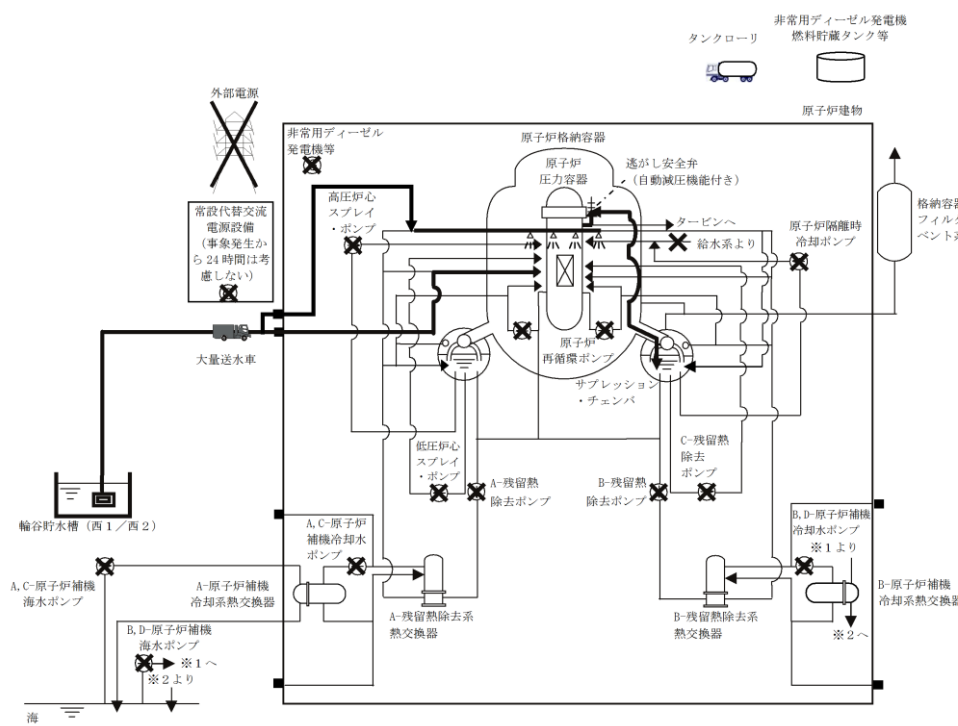 タンクローリ
非常用ディーゼル発電機
燃料貯蔵タンク等
外部電源
原子炉建物
非常用ディーゼル
発電機等
原子炉格納容器
原子炉
圧力容器
逃がし安全弁
(自動減圧機能付き)
高圧炉心
スプレイ
・ポンプ
タービンへ
給水系より
原子炉隔離時
冷却ポンプ
格納容器
フィルタ
ベント系
常設代替交流
電源設備
(事象発生か
ら24時間は考
慮しない)
大量送水車
原子炉
再循環ポンプ
サプレッション
・チェンバ
低圧炉心
スプレイ
・ポンプ
A-残留熱
除去ポンプ
B-残留熱
除去ポンプ
C-残留熱
除去
ポンプ
輪谷貯水槽(西1/西2)
A,C-原子炉
補機冷却水
ポンプ
B,D-原子炉
補機冷却
水ポンプ
※1より
A,C-原子炉補機
海水ポンプ
A-原子炉補機
冷却系熱交換器
A-残留熱除去系
熱交換器
B-残留熱除去系
熱交換器
B-原子炉補機
冷却系熱交換器
※2へ
B,D-原子炉補機
海水ポンプ
※1へ
※2より
海